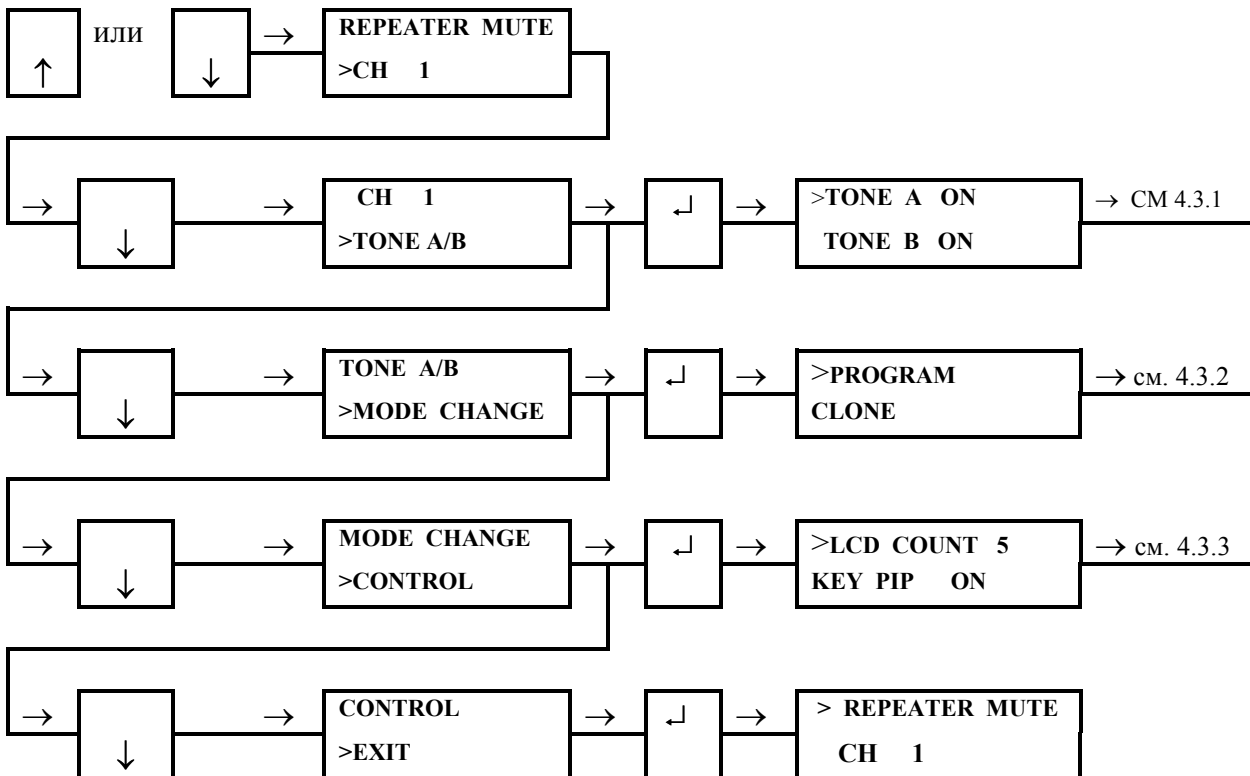 или → REPEATER MUTE
↑ ↓ >CH 1
→ → CH 1 → ↵ → >TONE A ON → СМ 4.3.1
↓ >TONE A/B TONE B ON
→ → TONE A/B → ↵ → >PROGRAM → см. 4.3.2
↓ >MODE CHANGE CLONE
→ → MODE CHANGE → ↵ → >LCD COUNT 5 → см. 4.3.3
↓ >CONTROL KEY PIP ON
→ → CONTROL → ↵ → > REPEATER MUTE
↓ >EXIT CH 1